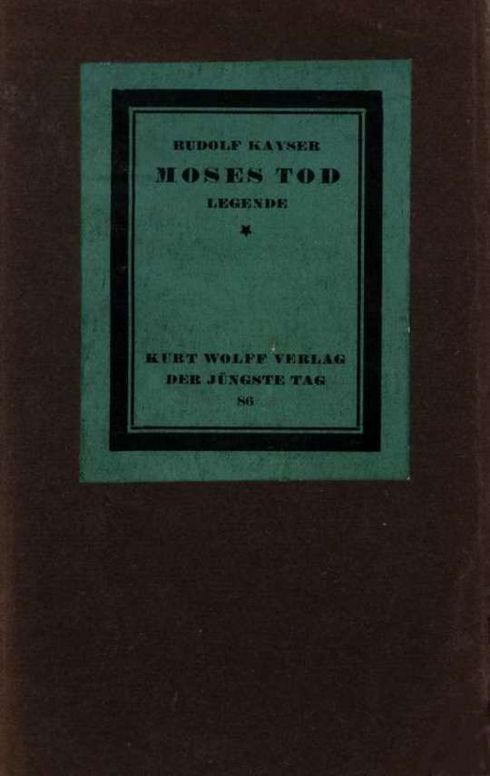 RUDOLF KAYSER
MOSES TOD
LEGENDE
KURT WOLFF VERLAG
DER JÜNGSTE TAG
86